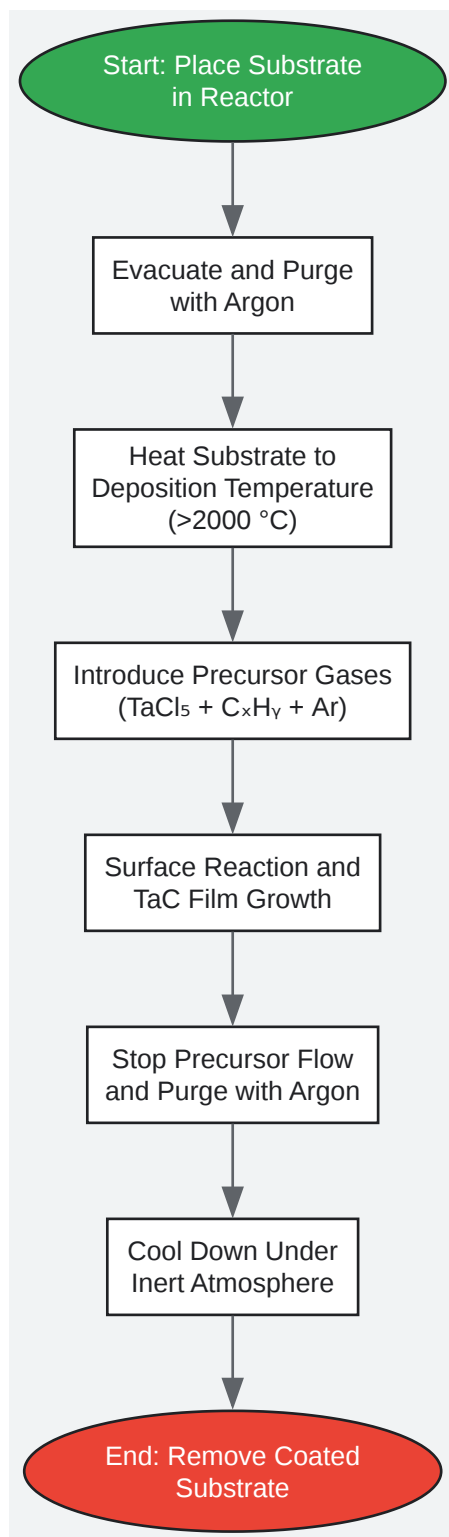 Start: Place Substrate
in Reactor
Evacuate and Purge
with Argon
Heat Substrate to
Deposition Temperature
(>2000 °C)
Introduce Precursor Gases
(TaCl₅ + CₓHᵧ + Ar)
Surface Reaction and
TaC Film Growth
Stop Precursor Flow
and Purge with Argon
Cool Down Under
Inert Atmosphere
End: Remove Coated
Substrate